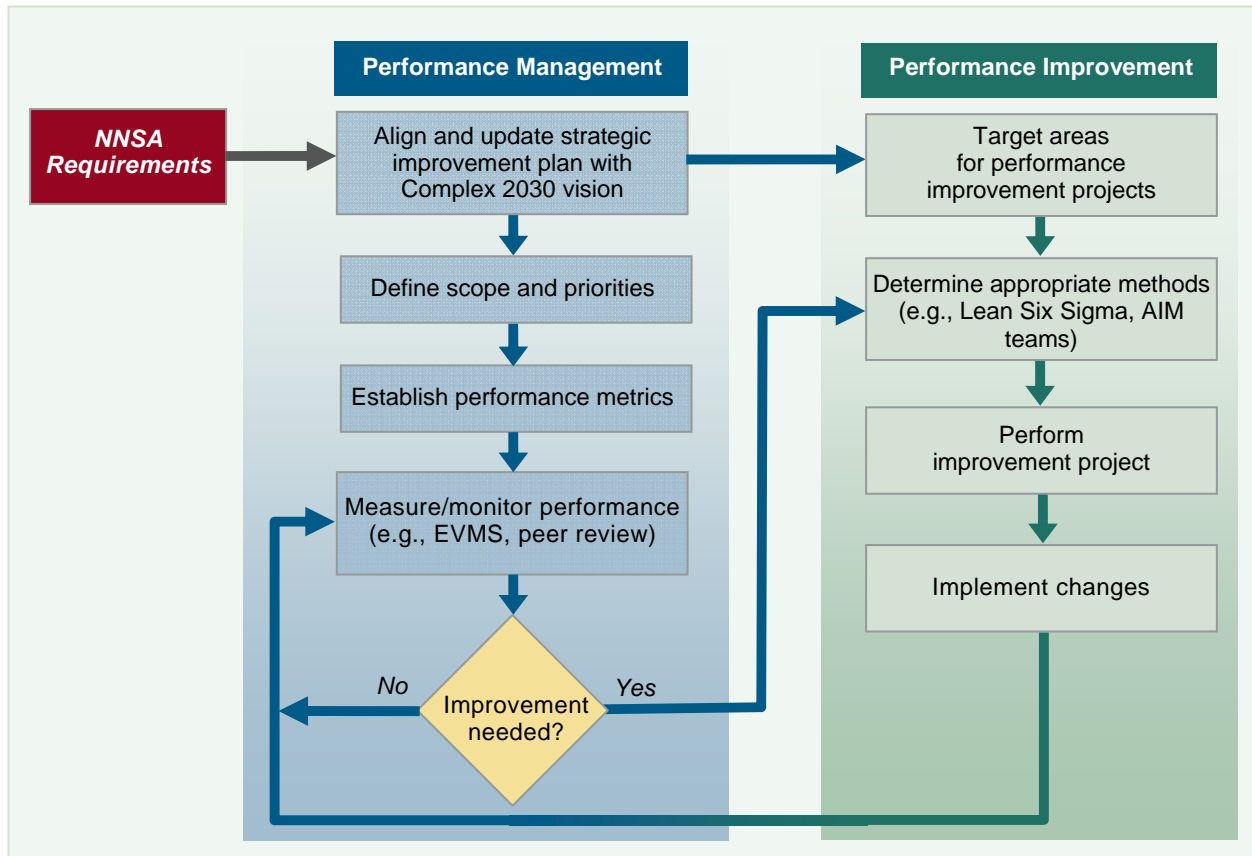 Performance Management
Performance Improvement
NNSA
Requirements
Align and update strategic
improvement plan with
Complex 2030 vision
Target areas
for performance
improvement projects
Define scope and priorities
Determine appropriate methods
(e.g., Lean Six Sigma, AIM
teams)
Establish performance metrics
Perform
improvement project
Measure/monitor performance
(e.g., EVMS, peer review)
Implement changes
No
Yes
Improvement
needed?